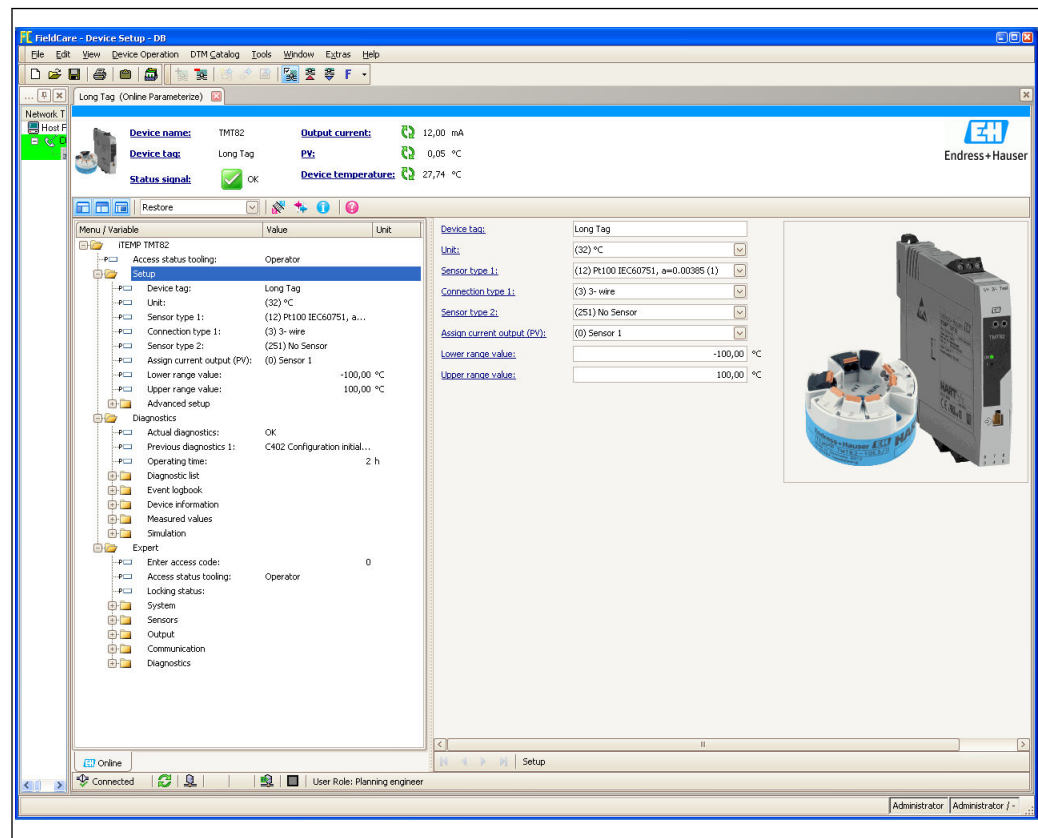 FieldCare - Device Setup - DB
File Edit View Device Operation DTM Catalog Tools Window Extras Help
F
... Long Tag (Online Parameterize)
Network T
Host F
D
Device name: TMT82 Output current: 12,00 mA
Device tag: Long Tag PV: 0,05 °C
Status signal: OK Device temperature: 27,74 °C
EH
Endress+Hauser
Restore
Menu / Variable Value Unit
iTEMP TMT82
Access status tooling: Operator
Setup
Device tag: Long Tag
Unit: (32) °C
Sensor type 1: (12) Pt100 IEC60751, a...
Connection type 1: (3) 3- wire
Sensor type 2: (251) No Sensor
Assign current output (PV): (0) Sensor 1
Lower range value: -100,00 °C
Upper range value: 100,00 °C
Advanced setup
Diagnostics
Actual diagnostics: OK
Previous diagnostics 1: C402 Configuration initial...
Operating time: 2 h
Diagnostic list
Event logbook
Device information
Measured values
Simulation
Expert
Enter access code: 0
Access status tooling: Operator
Locking status:
System
Sensors
Output
Communication
Diagnostics
Device tag: Long Tag
Unit: (32) °C
Sensor type 1: (12) Pt100 IEC60751, a=0.00385 (1)
Connection type 1: (3) 3- wire
Sensor type 2: (251) No Sensor
Assign current output (PV): (0) Sensor 1
Lower range value: -100,00 °C
Upper range value: 100,00 °C
TMT82
HART
Endress+Hauser EH
HART
Online
Setup
Connected User Role: Planning engineer
Administrator Administrator / -